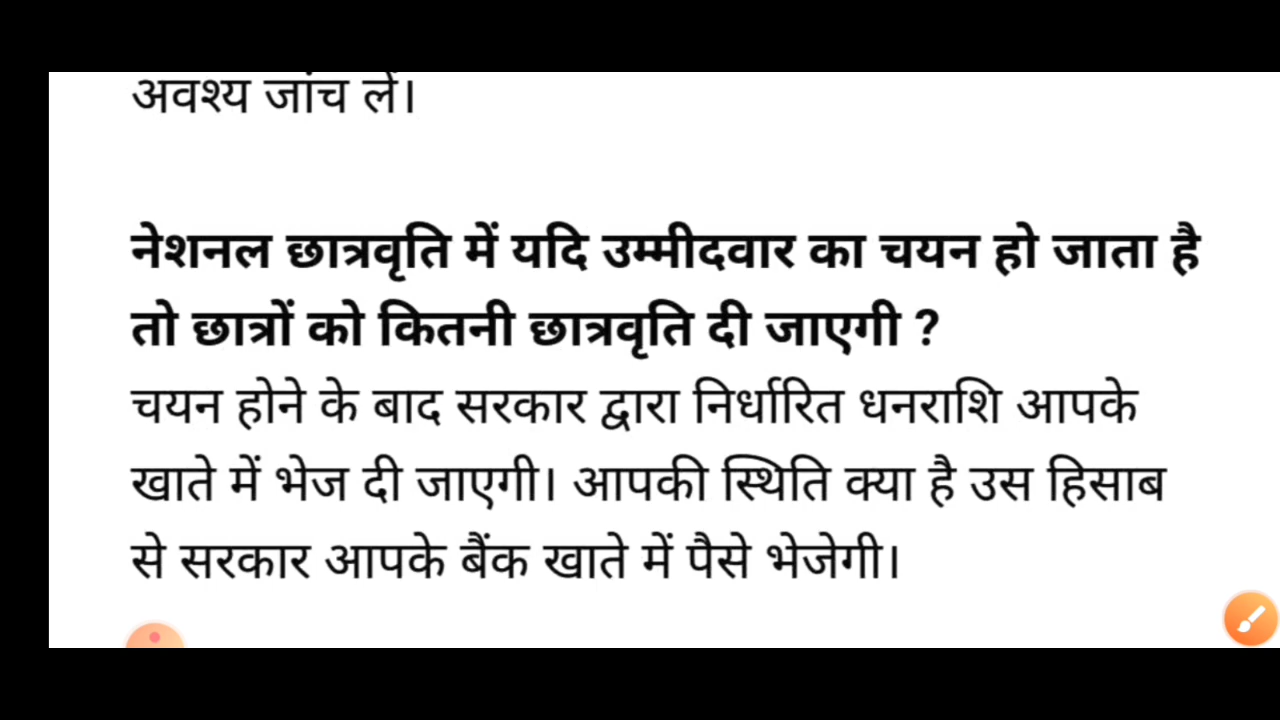 अवश्य जांच लें।
नेशनल छात्रवृति में यदि उम्मीदवार का चयन हो जाता है
तो छात्रों को कितनी छात्रवृति दी जाएगी ?
चयन होने के बाद सरकार द्वारा निर्धारित धनराशि आपके
खाते में भेज दी जाएगी। आपकी स्थिति क्या है उस हिसाब
से सरकार आपके बैंक खाते में पैसे भेजेगी।